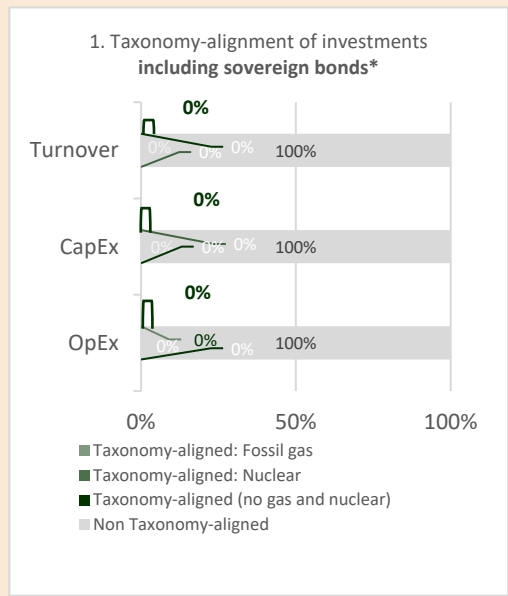 1. Taxonomy-alignment of investments
including sovereign bonds*
0%
Turnover 0% 0% 0% 100%
0%
CapEx 0% 0% 0% 100%
0%
OpEx 0% 0% 0% 100%
0% 50% 100%
Taxonomy-aligned: Fossil gas
Taxonomy-aligned: Nuclear
Taxonomy-aligned (no gas and nuclear)
Non Taxonomy-aligned